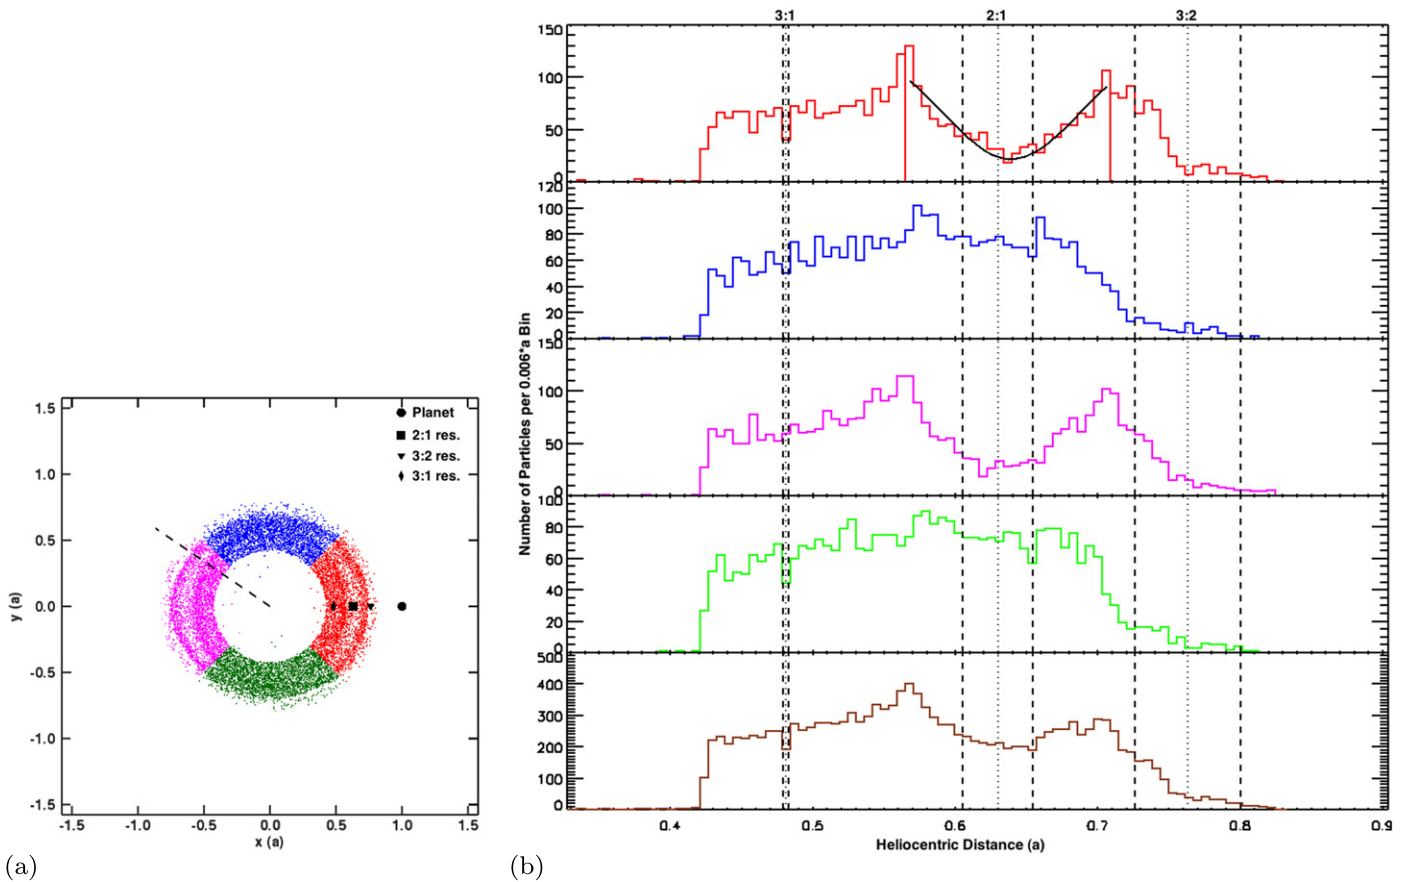 3:1 2:1 3:2
150
100
50
0
120
100
80
60
40
20
0
150
100
50
0
100
80
60
40
20
0
500
400
300
200
100
0
Number of Particles per 0.006*a Bin
0.4 0.5 0.6 0.7 0.8 0.9
Heliocentric Distance (a)
(b)
1.5
1.0
0.5
0.0
-0.5
-1.0
-1.5
y (a)
Planet
2:1 res.
3:2 res.
3:1 res.
-1.5 -1.0 -0.5 0.0 0.5 1.0 1.5
x (a)
(a)